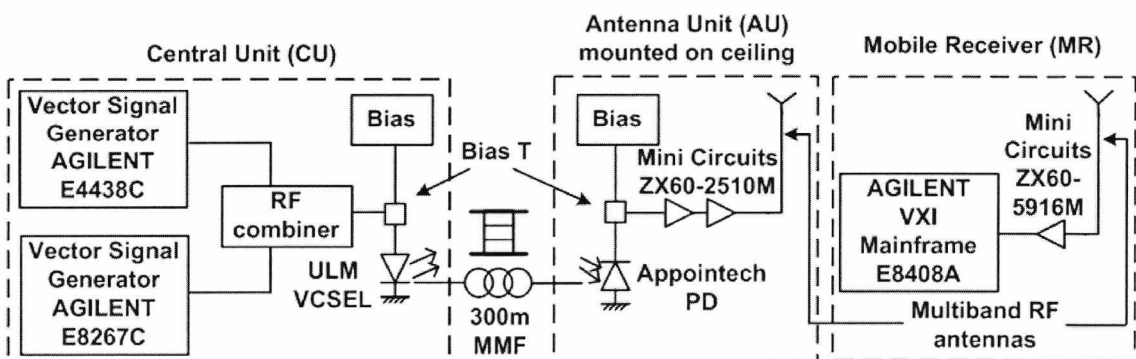 Central Unit (CU)
Vector Signal
Generator
AGILENT
E4438C
Vector Signal
Generator
AGILENT
E8267C
RF
combiner
Bias
ULM
VCSEL
Bias T
300m
MMF
Antenna Unit (AU)
mounted on ceiling
Bias
Mini Circuits
ZX60-2510M
Appointech
PD
Mobile Receiver (MR)
Mini
Circuits
ZX60-
5916M
AGILENT
VXI
Mainframe
E8408A
Multiband RF
antennas